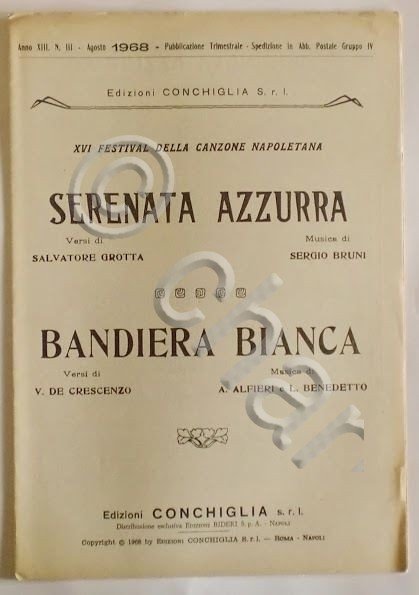 Anno XIII, N. III - Agosto 1968 - Pubblicazione Trimestrale - Spedizione in Abb. Postale Gruppo IV
Edizioni CONCHIGLIA S. r. l.
XVI FESTIVAL DELLA CANZONE NAPOLETANA
SERENATA AZZURRA
Versi di Musica di
SALVATORE GROTTA SERGIO BRUNI
BANDIERA BIANCA
Versi di Musica di
V. DE CRESCENZO A. ALFIERI e L. BENEDETTO
Edizioni CONCHIGLIA s. r. l.
Distribuzione esclusiva EDIZIONI BIDERI S. p. A. - NAPOLI
Copyright © 1968 by EDIZIONI CONCHIGLIA S. r. l. — ROMA - NAPOLI
© char